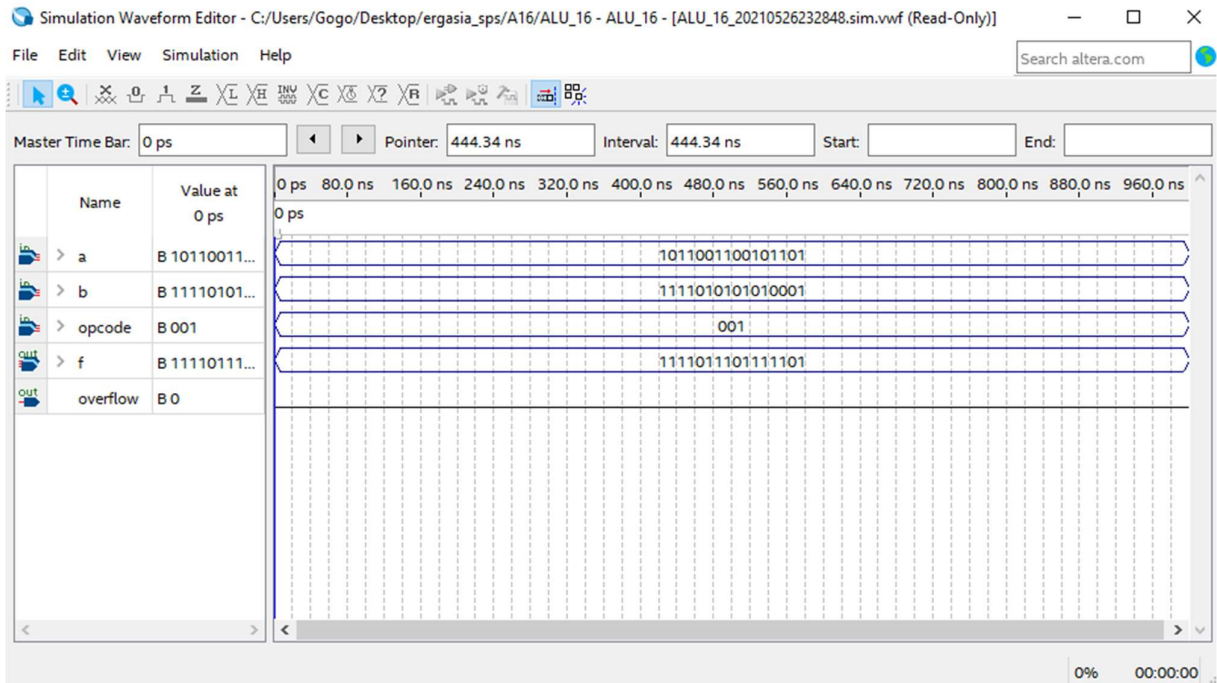 Simulation Waveform Editor - C:/Users/Gogo/Desktop/ergasia_sps/A16/ALU_16 - ALU_16 - [ALU_16_20210526232848.sim.vwf (Read-Only)]
File Edit View Simulation Help
Search altera.com
Master Time Bar: 0 ps Pointer: 444.34 ns Interval: 444.34 ns Start: End:
Name Value at 0 ps
0 ps 80.0 ns 160.0 ns 240.0 ns 320.0 ns 400.0 ns 480.0 ns 560.0 ns 640.0 ns 720.0 ns 800.0 ns 880.0 ns 960.0 ns
0 ps
in > a B 10110011... 1011001100101101
in > b B 11110101... 1111010101010001
in > opcode B 001 001
out > f B 11110111... 1111011101111101
out overflow B 0
0% 00:00:00